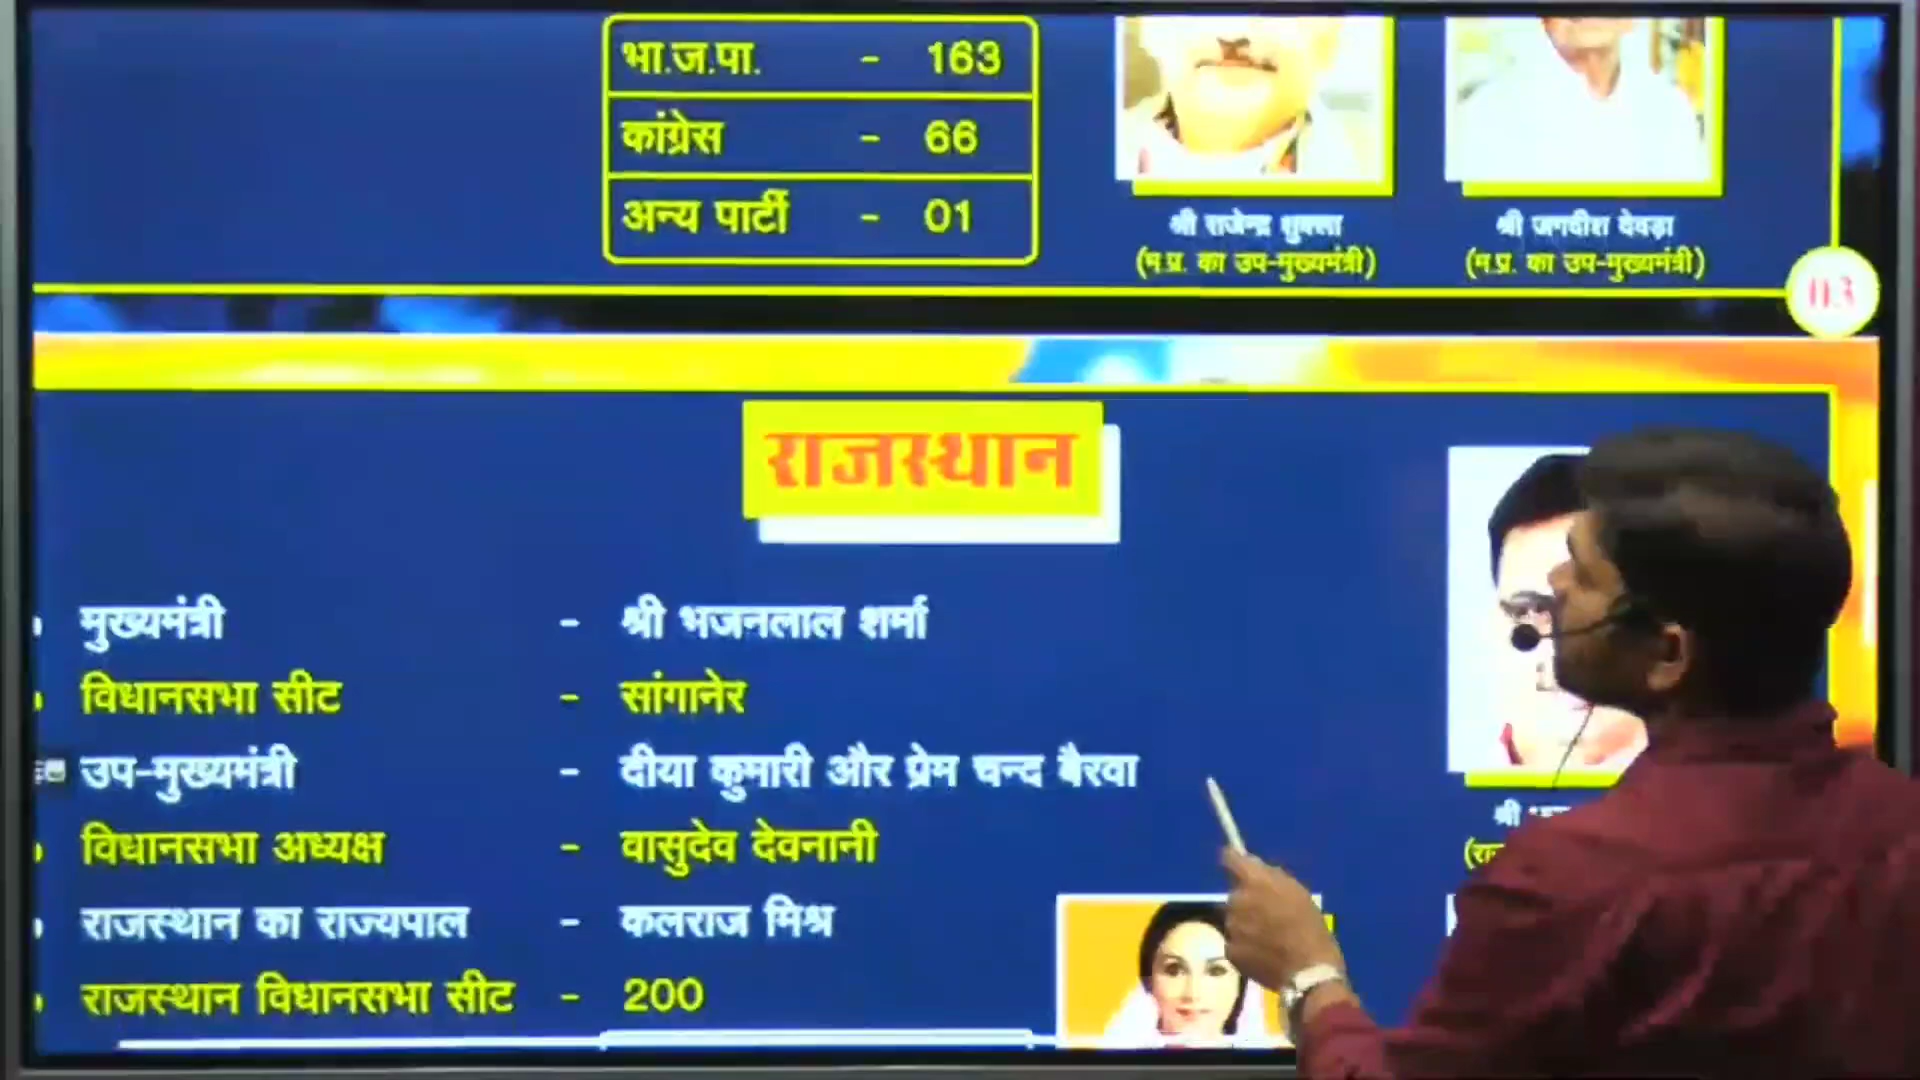 भा.ज.पा. - 163
कांग्रेस - 66
अन्य पार्टी - 01
श्री राजेन्द्र शुक्ला
(म.प्र. का उप-मुख्यमंत्री)
श्री जगदीश देवड़ा
(म.प्र. का उप-मुख्यमंत्री)
03
राजस्थान
मुख्यमंत्री - श्री भजनलाल शर्मा
विधानसभा सीट - सांगानेर
उप-मुख्यमंत्री - दीया कुमारी और प्रेम चन्द बैरवा
विधानसभा अध्यक्ष - वासुदेव देवनानी
राजस्थान का राज्यपाल - कलराज मिश्र
राजस्थान विधानसभा सीट - 200
श्री